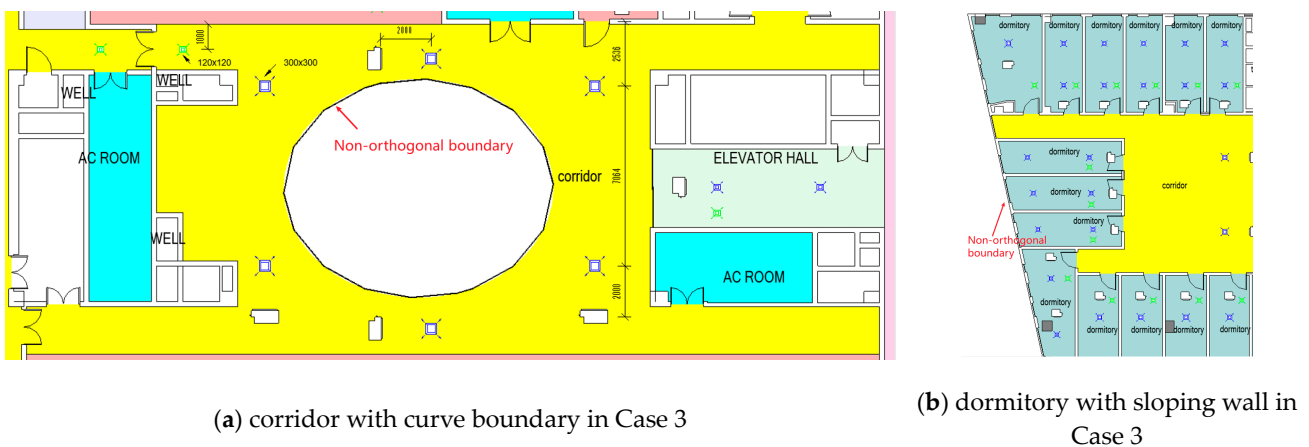 2000
1000
2536
120x120
300x300
WELL
WELL
Non-orthogonal boundary
AC ROOM
ELEVATOR HALL
corridor
7064
WELL
AC ROOM
2000
(a) corridor with curve boundary in Case 3
dormitory
dormitory
dormitory
dormitory
dormitory
dormitory
dormitory
corridor
dormitory
dormitory
Non-orthogonal
boundary
dormitory
dormitory
dormitory
dormitory
dormitory
(b) dormitory with sloping wall in
Case 3